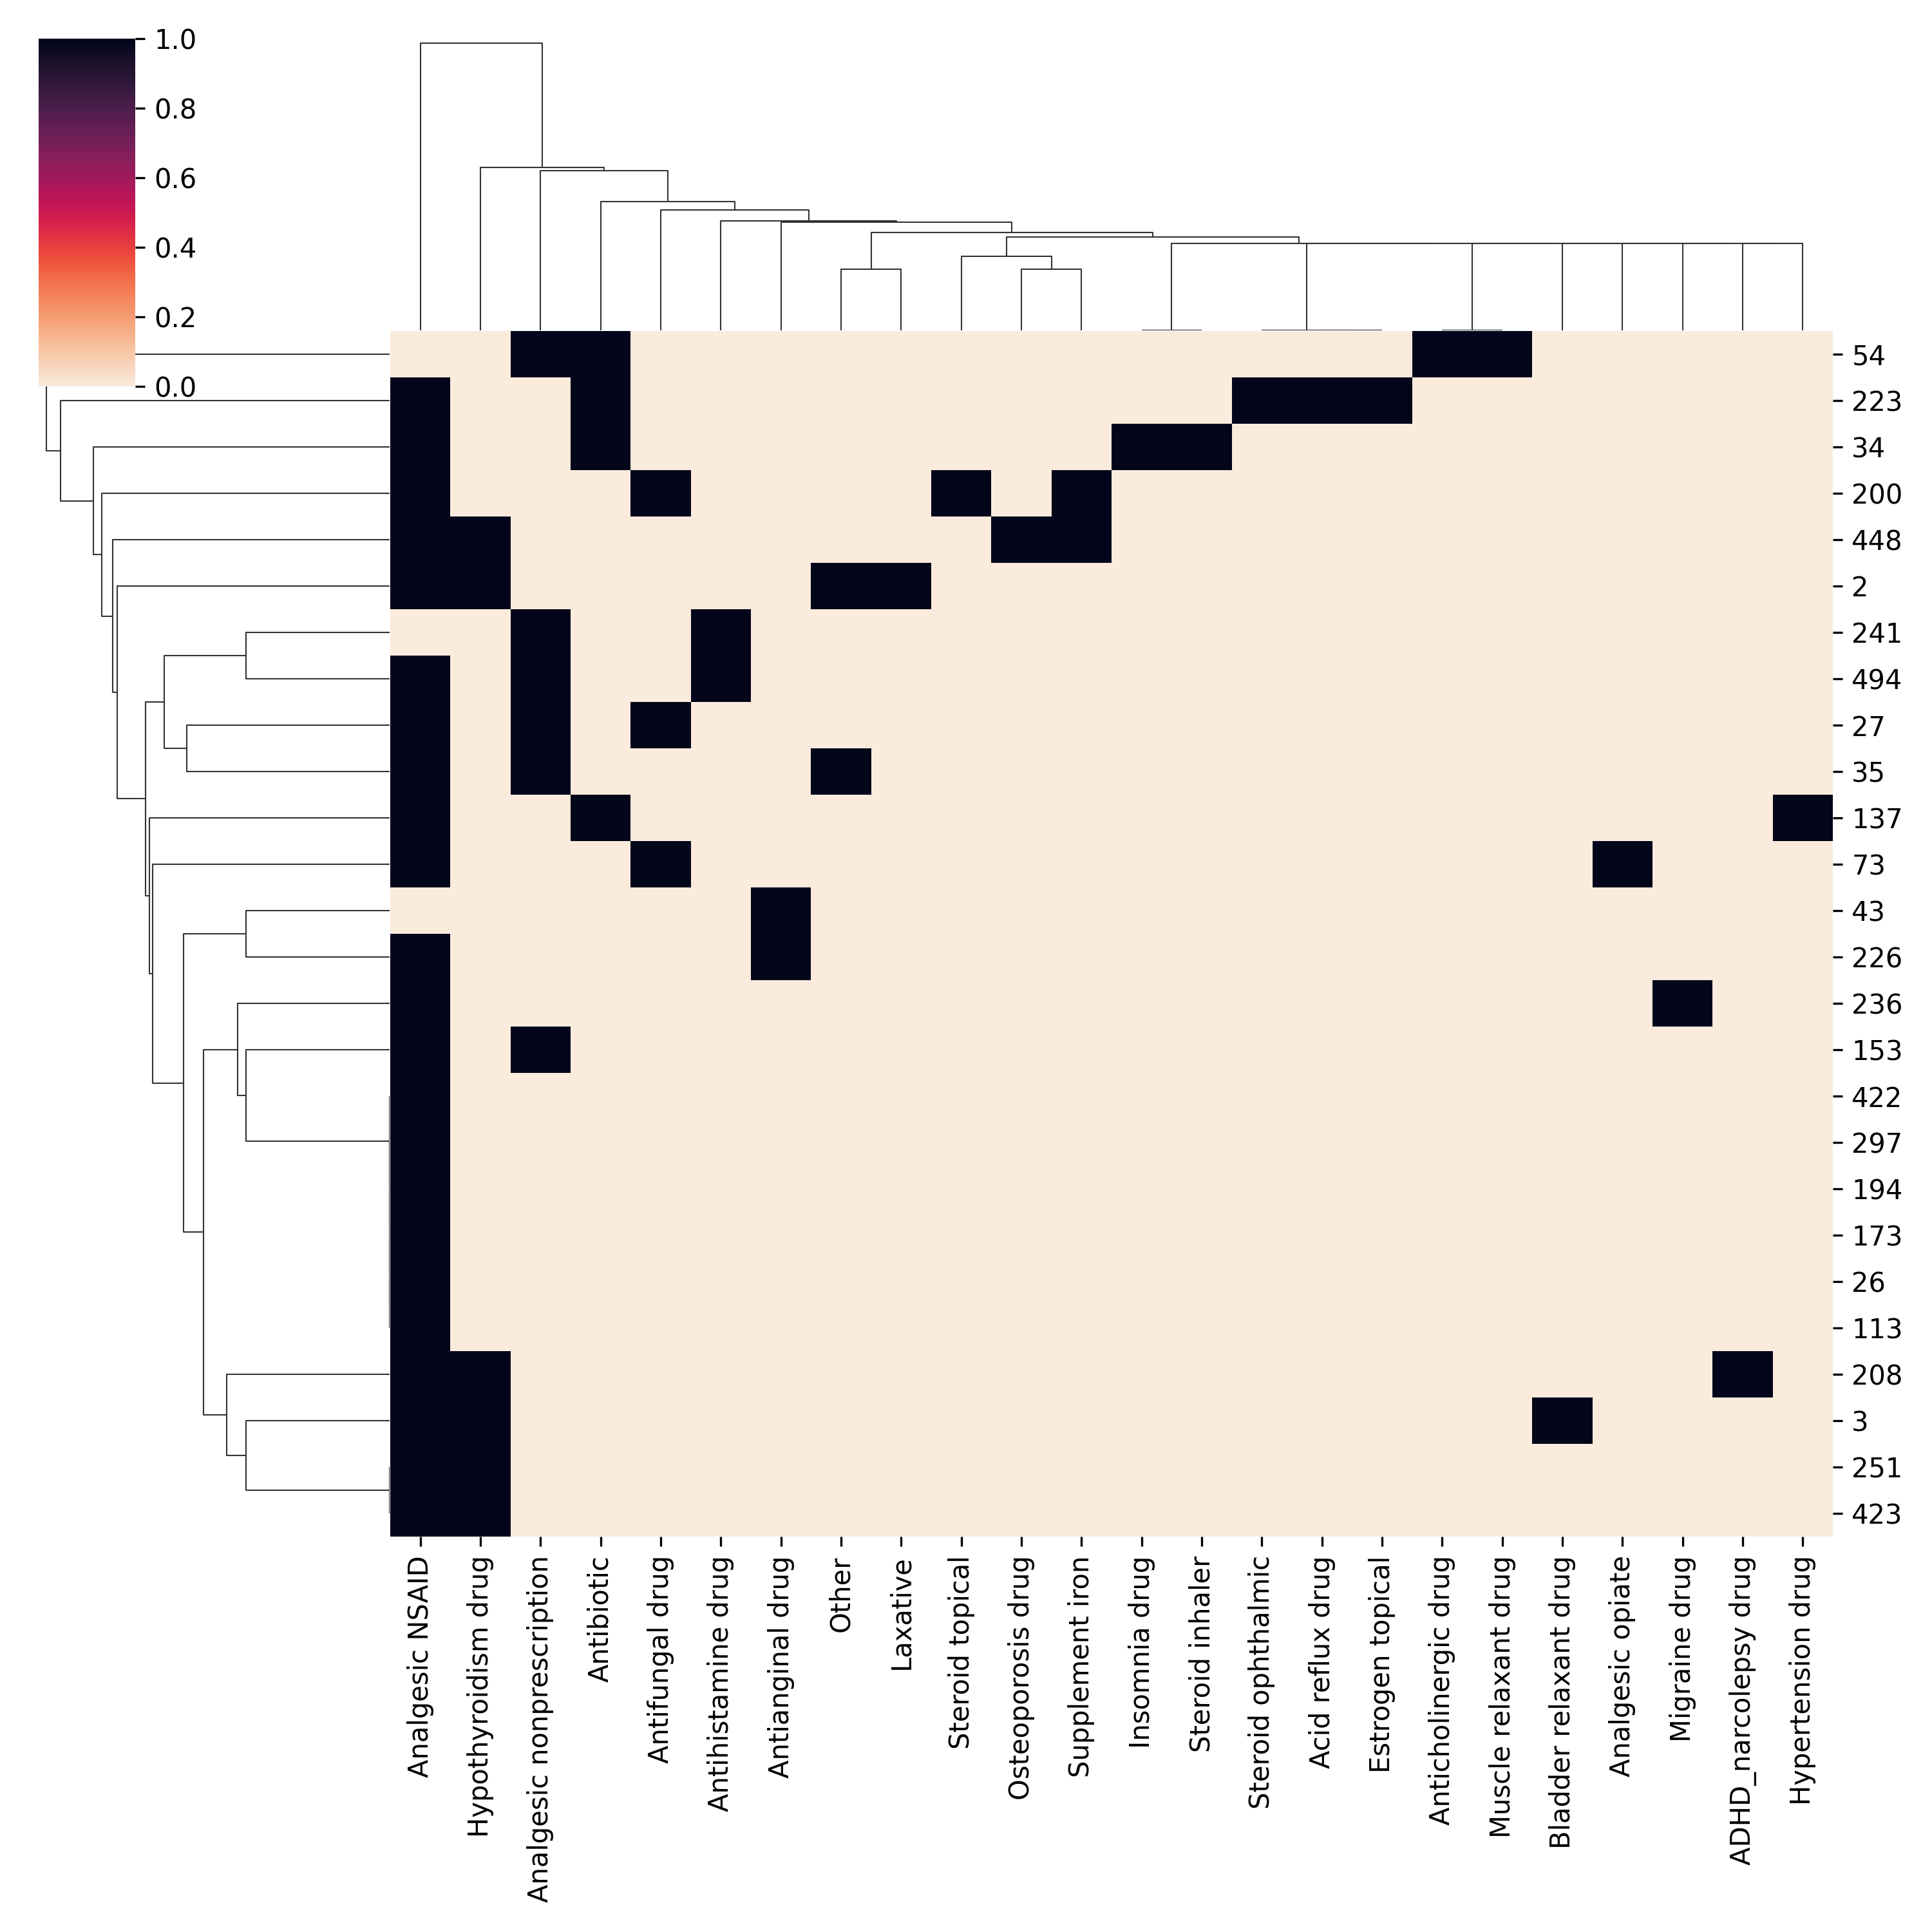 1.0
0.8
0.6
0.4
0.2
0.0
54
223
34
200
448
2
241
494
27
35
137
73
43
226
236
153
422
297
194
173
26
113
208
3
251
423
Analgesic NSAID
Hypothyroidism drug
Analgesic nonprescription
Antibiotic
Antifungal drug
Antihistamine drug
Antianginal drug
Other
Laxative
Steroid topical
Osteoporosis drug
Supplement iron
Insomnia drug
Steroid inhaler
Steroid ophthalmic
Acid reflux drug
Estrogen topical
Anticholinergic drug
Muscle relaxant drug
Bladder relaxant drug
Analgesic opiate
Migraine drug
ADHD_narcolepsy drug
Hypertension drug